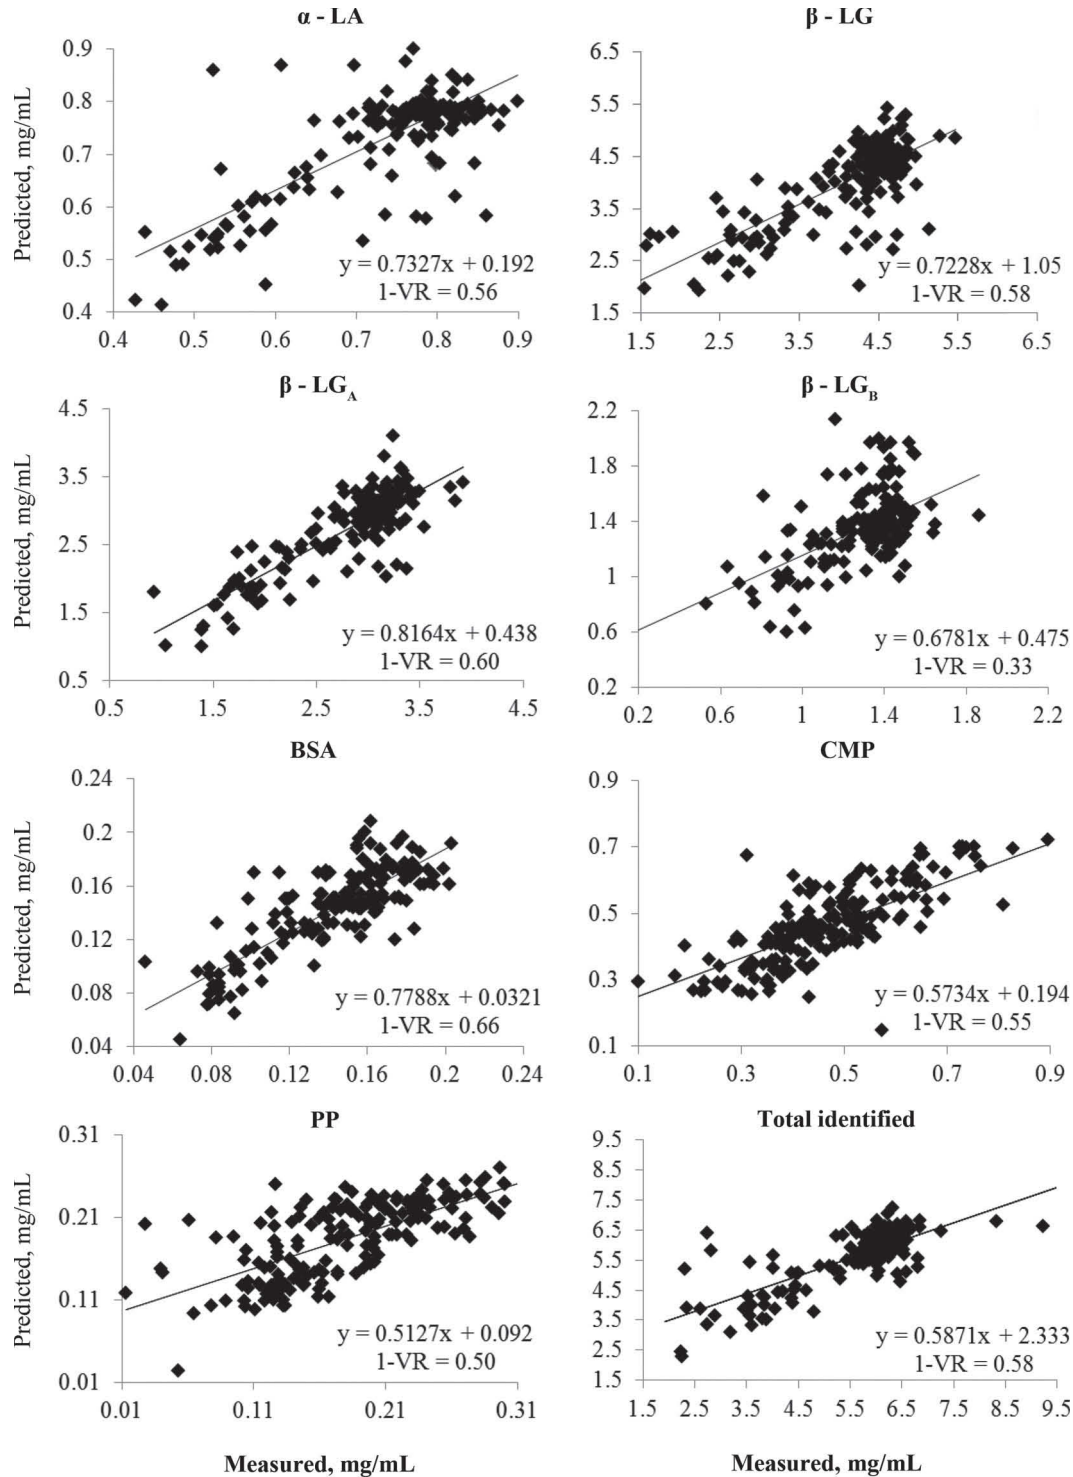 α - LA
0.9
0.8
0.7
0.6
0.5
0.4
0.4 0.5 0.6 0.7 0.8 0.9
Predicted, mg/mL
y = 0.7327x + 0.192
1-VR = 0.56
β - LG
6.5
5.5
4.5
3.5
2.5
1.5
1.5 2.5 3.5 4.5 5.5 6.5
y = 0.7228x + 1.05
1-VR = 0.58
β - LGA
4.5
3.5
2.5
1.5
0.5
0.5 1.5 2.5 3.5 4.5
Predicted, mg/mL
y = 0.8164x + 0.438
1-VR = 0.60
β - LGB
2.2
1.8
1.4
1
0.6
0.2
0.2 0.6 1 1.4 1.8 2.2
y = 0.6781x + 0.475
1-VR = 0.33
BSA
0.24
0.2
0.16
0.12
0.08
0.04
0.04 0.08 0.12 0.16 0.2 0.24
Predicted, mg/mL
y = 0.7788x + 0.0321
1-VR = 0.66
CMP
0.9
0.7
0.5
0.3
0.1
0.1 0.3 0.5 0.7 0.9
y = 0.5734x + 0.194
1-VR = 0.55
PP
0.31
0.21
0.11
0.01
0.01 0.11 0.21 0.31
Predicted, mg/mL
y = 0.5127x + 0.092
1-VR = 0.50
Measured, mg/mL
Total identified
9.5
8.5
7.5
6.5
5.5
4.5
3.5
2.5
1.5
1.5 2.5 3.5 4.5 5.5 6.5 7.5 8.5 9.5
y = 0.5871x + 2.333
1-VR = 0.58
Measured, mg/mL